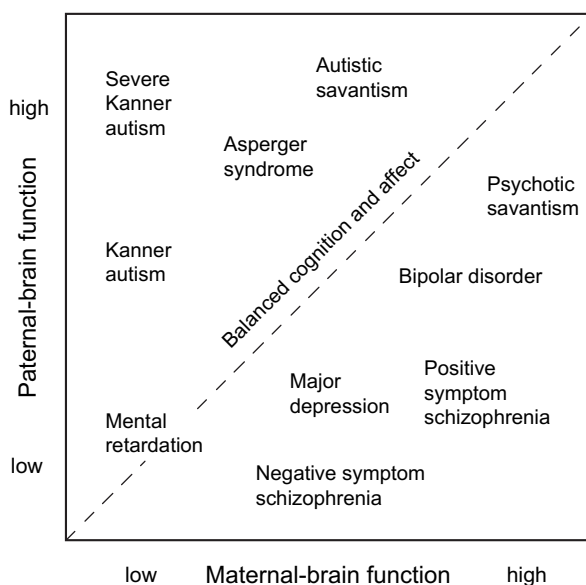 Severe
Kanner
autism
Autistic
savantism
high
Asperger
syndrome
Psychotic
savantism
Balanced cognition and affect
Paternal-brain function
Kanner
autism
Bipolar disorder
Major
depression
Positive
symptom
schizophrenia
Mental
retardation
low
Negative symptom
schizophrenia
low
Maternal-brain function
high